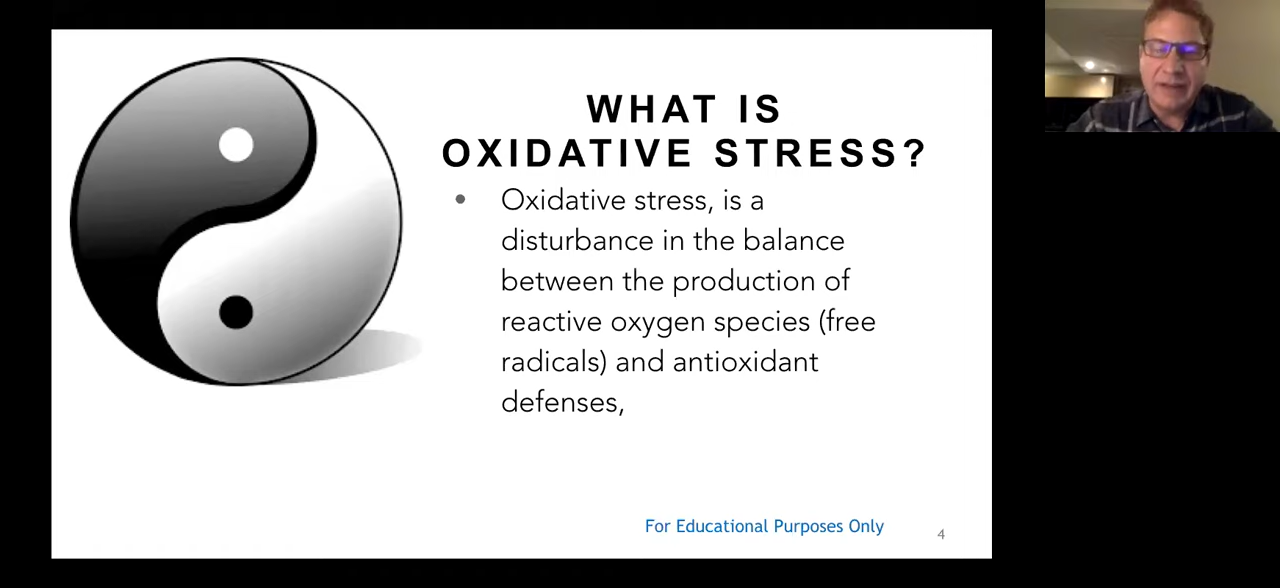 WHAT IS
OXIDATIVE STRESS?
• Oxidative stress, is a
disturbance in the balance
between the production of
reactive oxygen species (free
radicals) and antioxidant
defenses,
For Educational Purposes Only
4